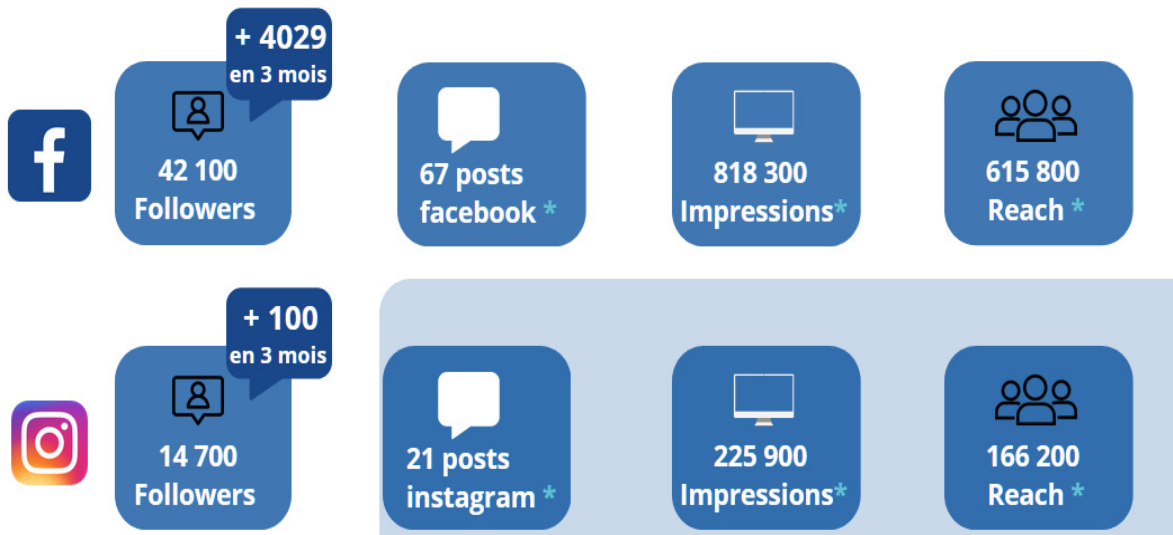 + 4029
en 3 mois
42 100
Followers
67 posts
facebook *
818 300
Impressions*
615 800
Reach *
+ 100
en 3 mois
14 700
Followers
21 posts
instagram *
225 900
Impressions*
166 200
Reach *